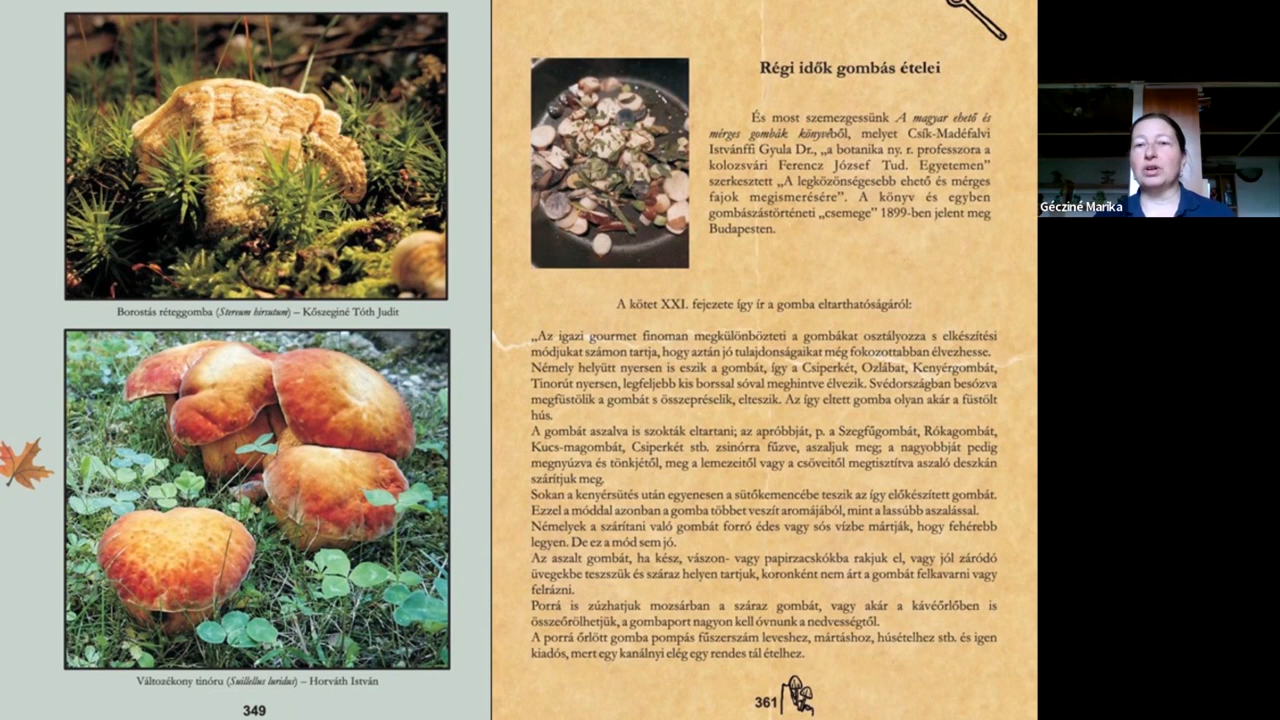 Borostás réteggomba (Stereum hirsutum) – Kőszeginé Tóth Judit
Változékony tinóru (Suillellus luridus) – Horváth István
349
Régi idők gombás ételei
És most szemezgessünk A magyar ehető és
mérges gombák könyvéből, melyet Csík-Madéfalvi
Istvánffi Gyula Dr., „a botanika ny. r. professzora a
kolozsvári Ferencz József Tud. Egyetemen”
szerkesztett „A legközönségesebb ehető és mérges
fajok megismerésére”. A könyv és egyben
gombászástörténeti „csemege” 1899-ben jelent meg
Budapesten.
A kötet XXI. fejezete így ír a gomba eltarthatóságáról:
„Az igazi gourmet finoman megkülönbözteti a gombákat osztályozza s elkészítési
módjukat számon tartja, hogy aztán jó tulajdonságaikat még fokozottabban élvezhesse.
Némely helyütt nyersen is eszik a gombát, így a Csiperkét, Ozlábat, Kenyérgombát,
Tinorút nyersen, legfeljebb kis borssal sóval meghintve élvezik. Svédországban besózva
megfüstölik a gombát s összepréselik, elteszik. Az így eltett gomba olyan akár a füstölt
hús.
A gombát aszalva is szokták eltartani; az apróbbját, p. a Szegfűgombát, Rókagombát,
Kucs-magombát, Csiperkét stb. zsinórra fűzve, aszaljuk meg; a nagyobbját pedig
megnyúzva és tönkjétől, meg a lemezeitől vagy a csöveitől megtisztítva aszaló deszkán
szárítjuk meg.
Sokan a kenyérsütés után egyenesen a sütőkemencébe teszik az így előkészített gombát.
Ezzel a móddal azonban a gomba többet veszít aromájából, mint a lassúbb aszalással.
Némelyek a szárítani való gombát forró édes vagy sós vízbe mártják, hogy fehérebb
legyen. De ez a mód sem jó.
Az aszalt gombát, ha kész, vászon- vagy papirzacskókba rakjuk el, vagy jól záródó
üvegekbe teszszük és száraz helyen tartjuk, koronként nem árt a gombát felkavarni vagy
felrázni.
Porrá is zúzhatjuk mozsárban a száraz gombát, vagy akár a kávéőrlőben is
összeőrölhetjük, a gombaport nagyon kell óvnunk a nedvességtől.
A porrá őrlött gomba pompás fűszerszám leveshez, mártáshoz, húsételhez stb. és igen
kiadós, mert egy kanálnyi elég egy rendes tál ételhez.
361
Gécziné Marika